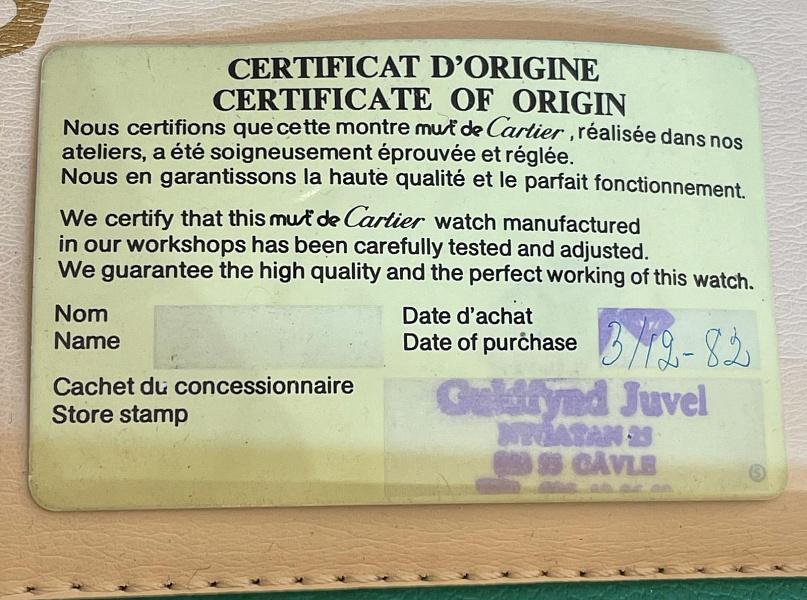 CERTIFICAT D'ORIGINE
CERTIFICATE OF ORIGIN
Nous certifions que cette montre must de Cartier, réalisée dans nos
ateliers, a été soigneusement éprouvée et réglée.
Nous en garantissons la haute qualité et le parfait fonctionnement.
We certify that this must de Cartier watch manufactured
in our workshops has been carefully tested and adjusted.
We guarantee the high quality and the perfect working of this watch.
Nom
Name
Date d'achat
Date of purchase
3/12-82
Cachet du concessionnaire
Store stamp
Guldfynd Juvel
GÄVLE